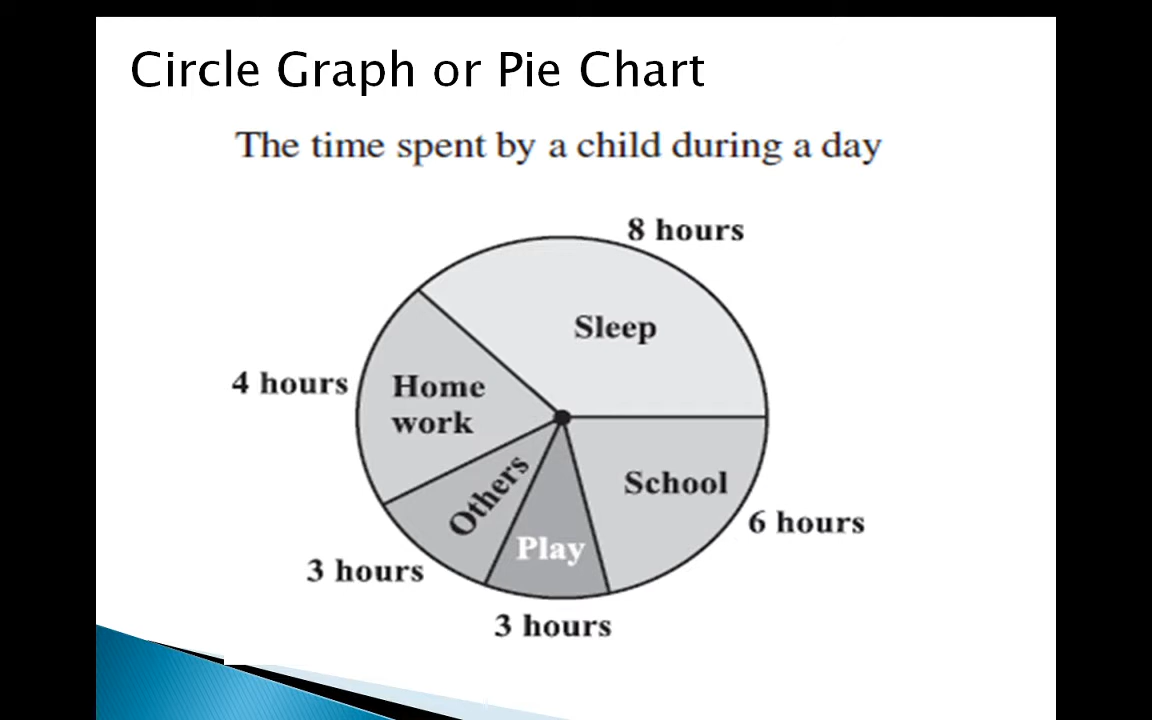 Circle Graph or Pie Chart
The time spent by a child during a day
8 hours
Sleep
4 hours
Home
work
School
Others
6 hours
Play
3 hours
3 hours